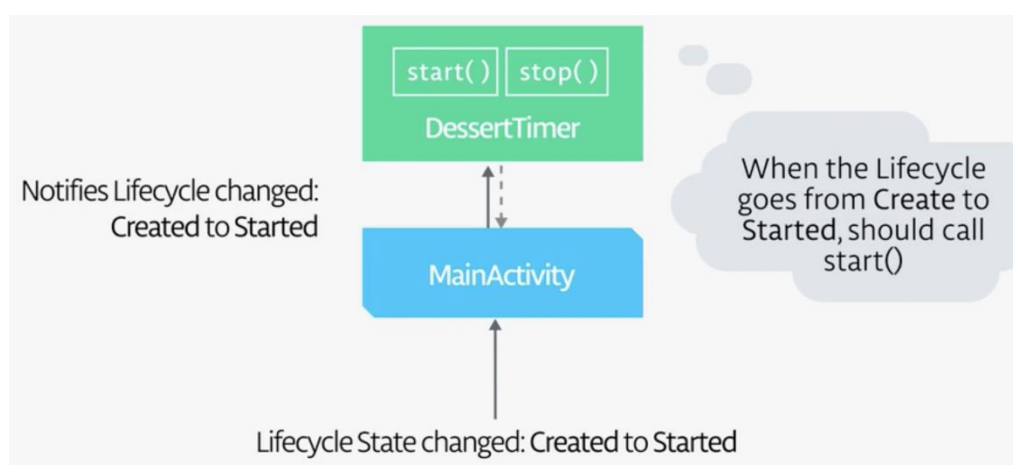 start() stop()
DessertTimer
Notifies Lifecycle changed:
Created to Started
When the Lifecycle
goes from Create to
Started, should call
start()
MainActivity
Lifecycle State changed: Created to Started